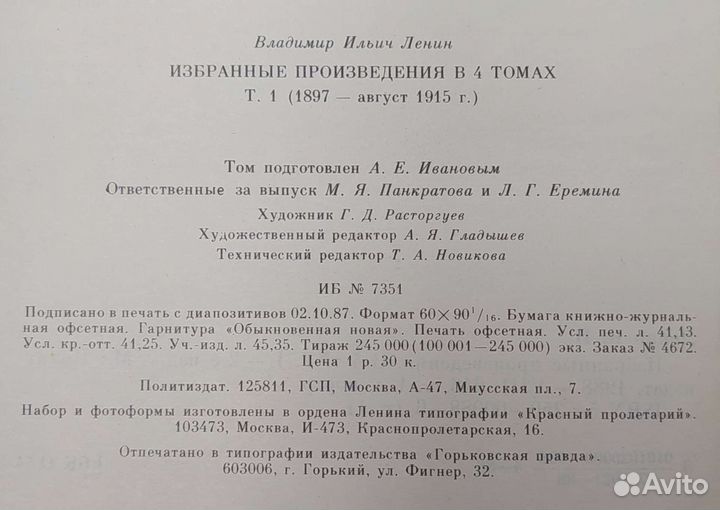 Владимир Ильич Ленин
ИЗБРАННЫЕ ПРОИЗВЕДЕНИЯ В 4 ТОМАХ
Т. 1 (1897 — август 1915 г.)
Том подготовлен А. Е. Ивановым
Ответственные за выпуск М. Я. Панкратова и Л. Г. Еремина
Художник Г. Д. Расторгуев
Художественный редактор А. Я. Гладышев
Технический редактор Т. А. Новикова
ИБ № 7351
Подписано в печать с диапозитивов 02.10.87. Формат 60×90¹/₁₆. Бумага книжно-журналь-
ная офсетная. Гарнитура «Обыкновенная новая». Печать офсетная. Усл. печ. л. 41,13.
Усл. кр.-отт. 41,25. Уч.-изд. л. 45,35. Тираж 245 000 (100 001—245 000) экз. Заказ № 4672.
Цена 1 р. 30 к.
Политиздат. 125811, ГСП, Москва, А-47, Миусская пл., 7.
Набор и фотоформы изготовлены в ордена Ленина типографии «Красный пролетарий».
103473, Москва, И-473, Краснопролетарская, 16.
Отпечатано в типографии издательства «Горьковская правда».
603006, г. Горький, ул. Фигнер, 32.
Avito